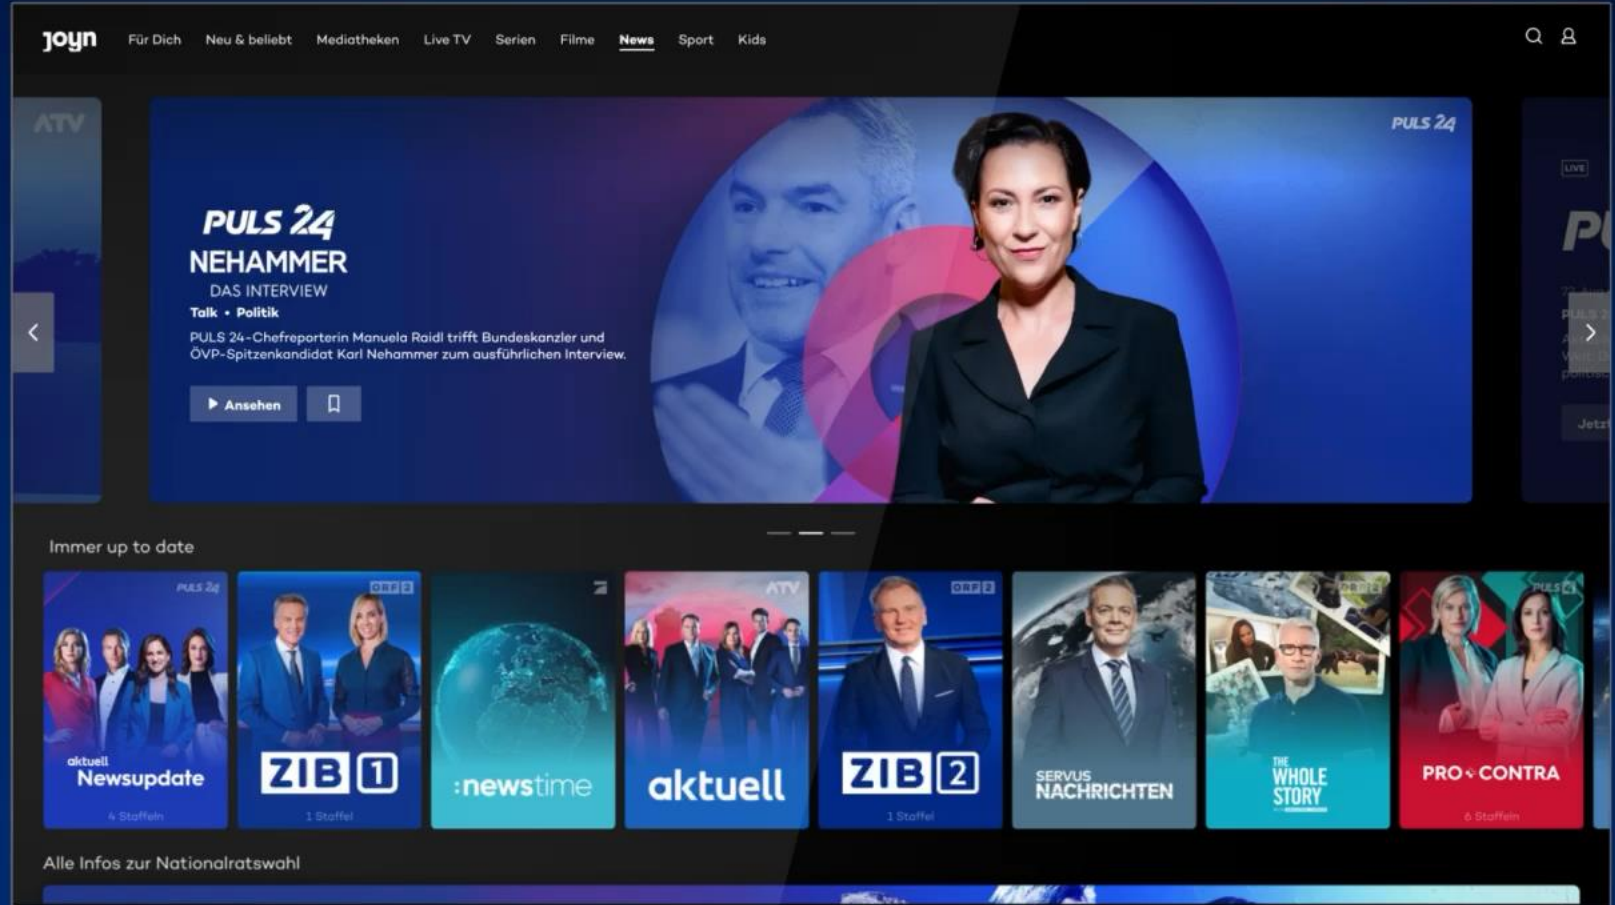 joyn
Für Dich
Neu & beliebt
Mediatheken
Live TV
Serien
Filme
News
Sport
Kids
ATV
PULS 24
PULS 24
NEHAMMER
DAS INTERVIEW
Talk • Politik
PULS 24-Chefreporterin Manuela Raidl trifft Bundeskanzler und
ÖVP-Spitzenkandidat Karl Nehammer zum ausführlichen Interview.
Ansehen
LIVE
Immer up to date
PULS 24
aktuell
Newsupdate
4 Staffeln
ORF 2
ZIB 1
1 Staffel
:newstime
ATV
aktuell
ORF 2
ZIB 2
1 Staffel
SERVUS
NACHRICHTEN
ORF 2
THE
WHOLE
STORY
PULS 24
PRO CONTRA
6 Staffeln
Alle Infos zur Nationalratswahl